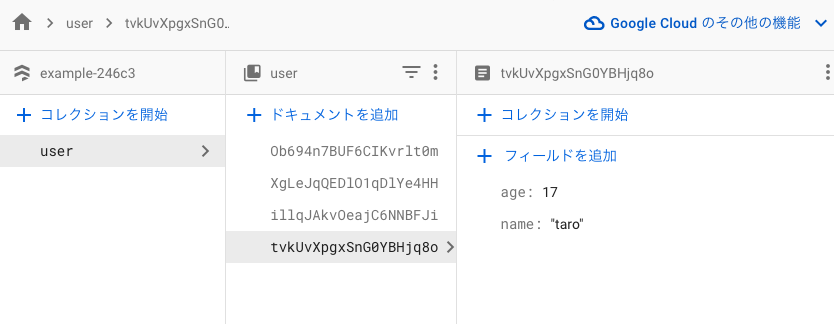 user
tvkUvXpgxSnG0..
Google Cloud のその他の機能
example-246c3
user
tvkUvXpgxSnG0YBHjq8o
コレクションを開始
ドキュメントを追加
コレクションを開始
user
Ob694n7BUF6CIKvrlt0m
XgLeJqQEDlO1qDlYe4HH
illqJAkvOeajC6NNBFJi
tvkUvXpgxSnG0YBHjq8o
フィールドを追加
age: 17
name: "taro"